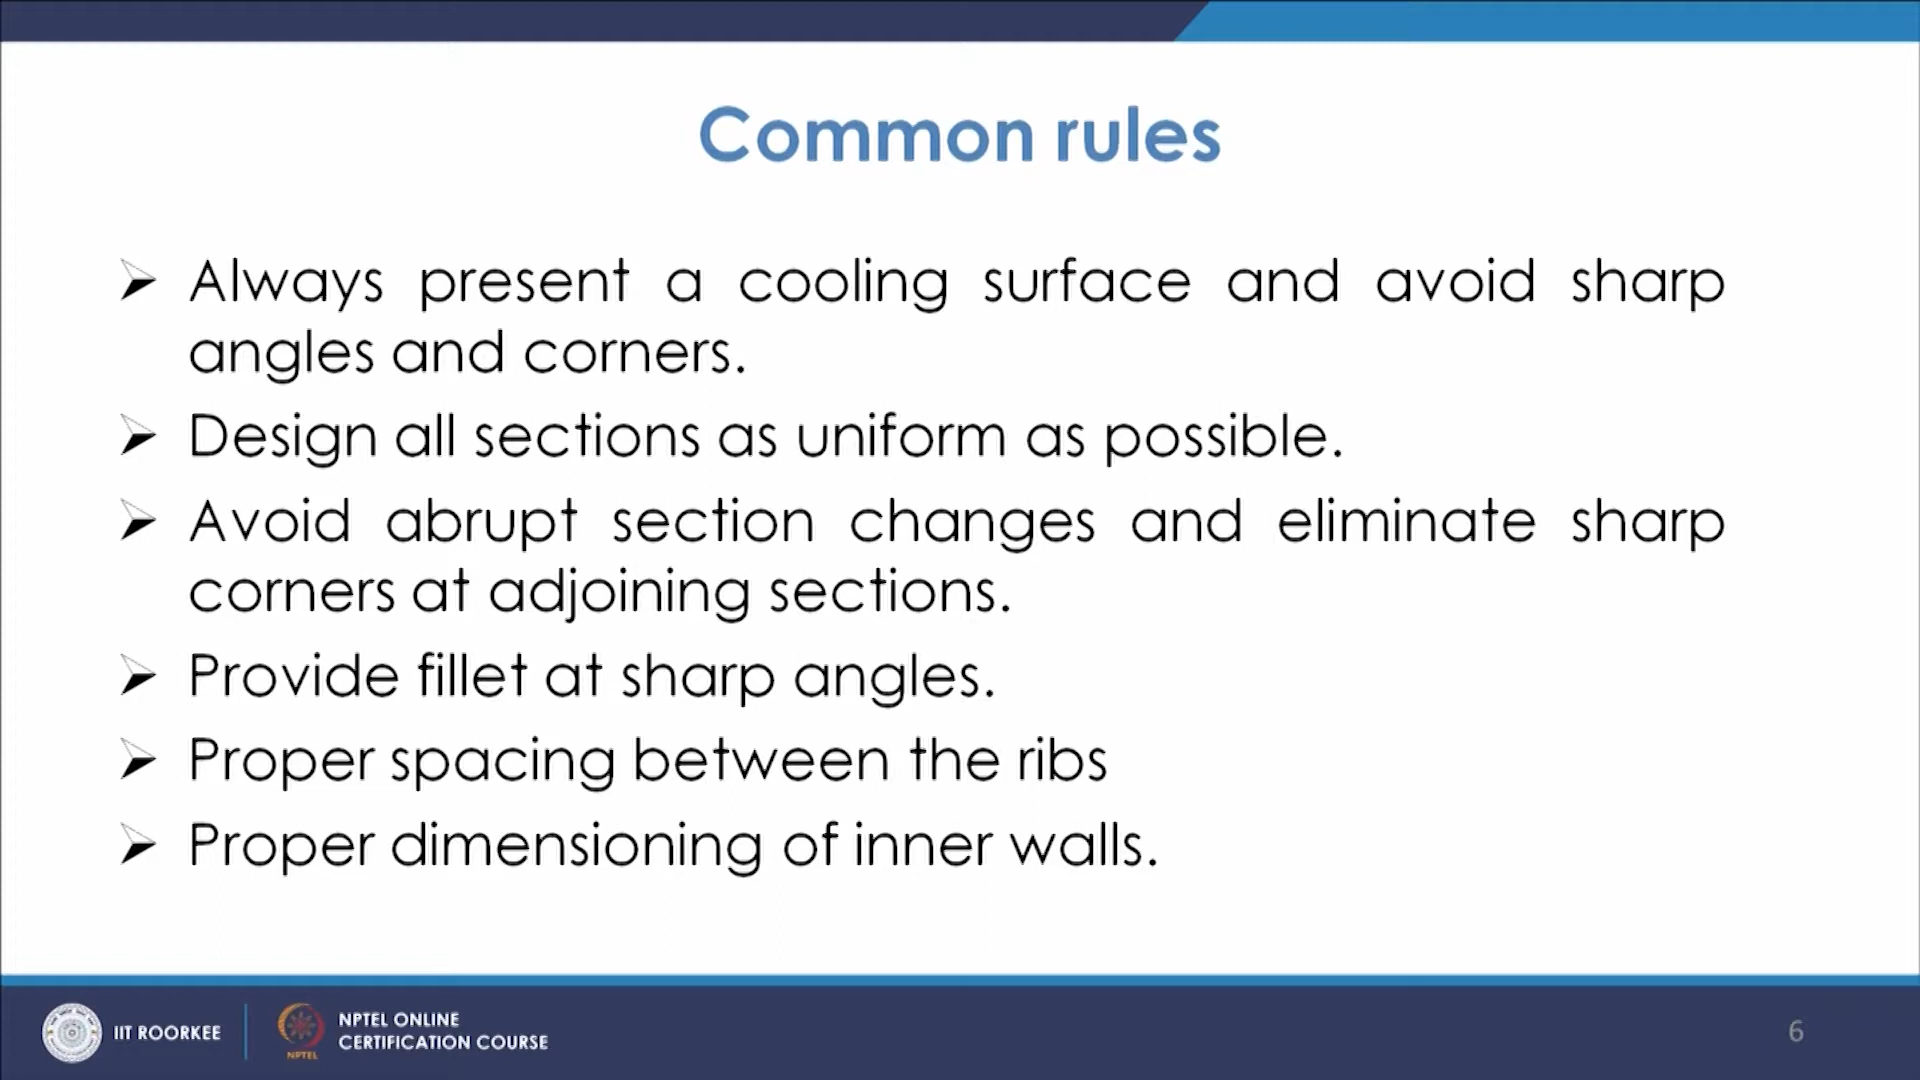 Common rules
Always present a cooling surface and avoid sharp
angles and corners.
Design all sections as uniform as possible.
Avoid abrupt section changes and eliminate sharp
corners at adjoining sections.
Provide fillet at sharp angles.
Proper spacing between the ribs
Proper dimensioning of inner walls.
IIT ROORKEE
NPTEL
NPTEL ONLINE
CERTIFICATION COURSE
6